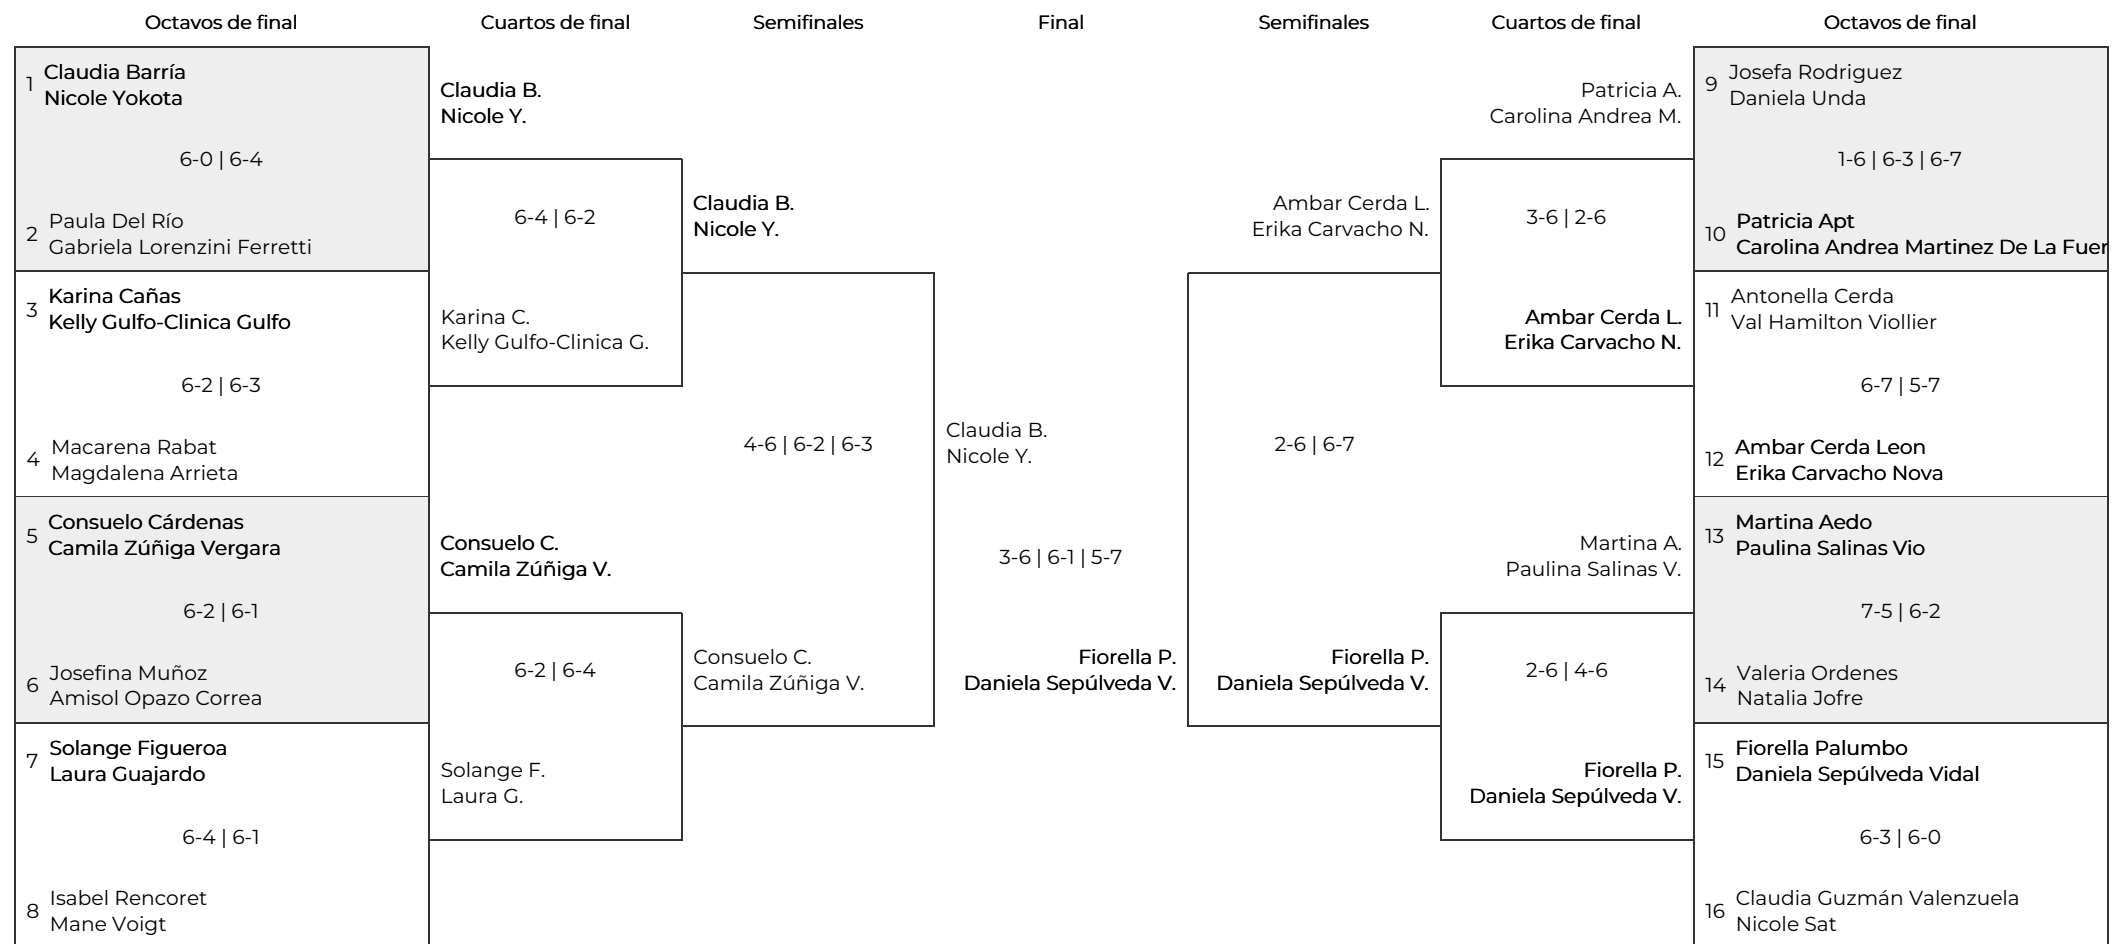 Octavos de final
Cuartos de final
Semifinales
Final
Semifinales
Cuartos de final
Octavos de final
1
Claudia Barría
Nicole Yokota
6-0 | 6-4
2
Paula Del Río
Gabriela Lorenzini Ferretti
3
Karina Cañas
Kelly Gulfo-Clinica Gulfo
6-2 | 6-3
4
Macarena Rabat
Magdalena Arrieta
5
Consuelo Cárdenas
Camila Zúñiga Vergara
6-2 | 6-1
6
Josefina Muñoz
Amisol Opazo Correa
7
Solange Figueroa
Laura Guajardo
6-4 | 6-1
8
Isabel Rencoret
Mane Voigt
Claudia B.
Nicole Y.
6-4 | 6-2
Karina C.
Kelly Gulfo-Clinica G.
Consuelo C.
Camila Zúñiga V.
6-2 | 6-4
Solange F.
Laura G.
Claudia B.
Nicole Y.
4-6 | 6-2 | 6-3
Consuelo C.
Camila Zúñiga V.
Claudia B.
Nicole Y.
3-6 | 6-1 | 5-7
Fiorella P.
Daniela Sepúlveda V.
Ambar Cerda L.
Erika Carvacho N.
2-6 | 6-7
Fiorella P.
Daniela Sepúlveda V.
Patricia A.
Carolina Andrea M.
3-6 | 2-6
Ambar Cerda L.
Erika Carvacho N.
Martina A.
Paulina Salinas V.
2-6 | 4-6
Fiorella P.
Daniela Sepúlveda V.
9
Josefa Rodriguez
Daniela Unda
1-6 | 6-3 | 6-7
10
Patricia Apt
Carolina Andrea Martinez De La Fuer
11
Antonella Cerda
Val Hamilton Viollier
6-7 | 5-7
12
Ambar Cerda Leon
Erika Carvacho Nova
13
Martina Aedo
Paulina Salinas Vio
7-5 | 6-2
14
Valeria Ordenes
Natalia Jofre
15
Fiorella Palumbo
Daniela Sepúlveda Vidal
6-3 | 6-0
16
Claudia Guzmán Valenzuela
Nicole Sat